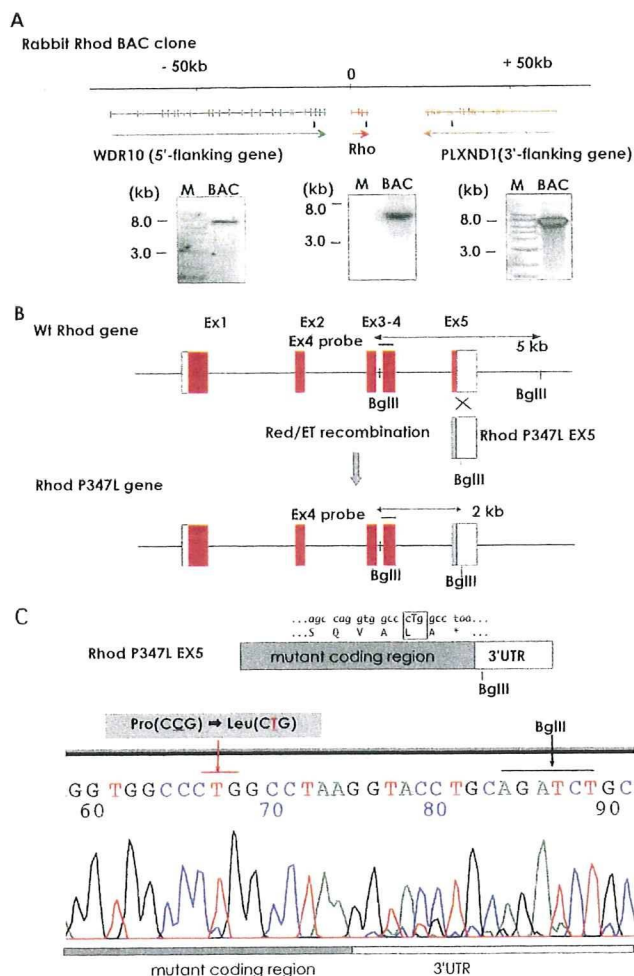 A
Rabbit Rhod BAC clone
- 50kb 0 + 50kb
WDR10 (5'-flanking gene) Rho PLXND1(3'-flanking gene)
(kb) M BAC (kb) M BAC (kb) M BAC
8.0 8.0 8.0
3.0 3.0 3.0
B
Wt Rhod gene Ex1 Ex2 Ex3-4 Ex5
Ex4 probe 5 kb
BglII BglII
Red/ET recombination Rhod P347L EX5
BglII
Rhod P347L gene
Ex4 probe 2 kb
BglII BglII
C
...agc cag gtg gcc cTg gcc taa...
...S Q V A L A *...
Rhod P347L EX5 mutant coding region 3'UTR
BglII
Pro(CCG) ➡ Leu(CTG) BglII
GGTGGCCCTGGCCTAAGGTACCTGCAGATCTGC
60 70 80 90
mutant coding region 3'UTR